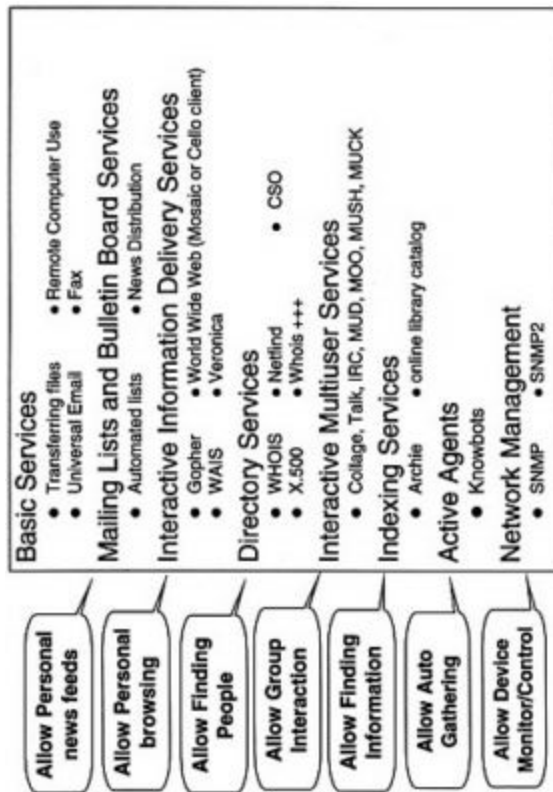 Basic Services
● Transferring files ● Remote Computer Use
● Universal Email ● Fax
Mailing Lists and Bulletin Board Services
● Automated lists ● News Distribution
Interactive Information Delivery Services
● Gopher ● World Wide Web (Mosaic or Cello client)
● WAIS ● Veronica
Directory Services
● WHOIS ● Netfind ● CSO
● X.500 ● Whois +++
Interactive Multiuser Services
● Collage, Talk, IRC, MUD, MOO, MUSH, MUCK
Indexing Services
● Archie ● online library catalog
Active Agents
● Knowbots
Network Management
● SNMP ● SNMP2
Allow Personal
news feeds
Allow Personal
browsing
Allow Finding
People
Allow Group
Interaction
Allow Finding
Information
Allow Auto
Gathering
Allow Device
Monitor/Control